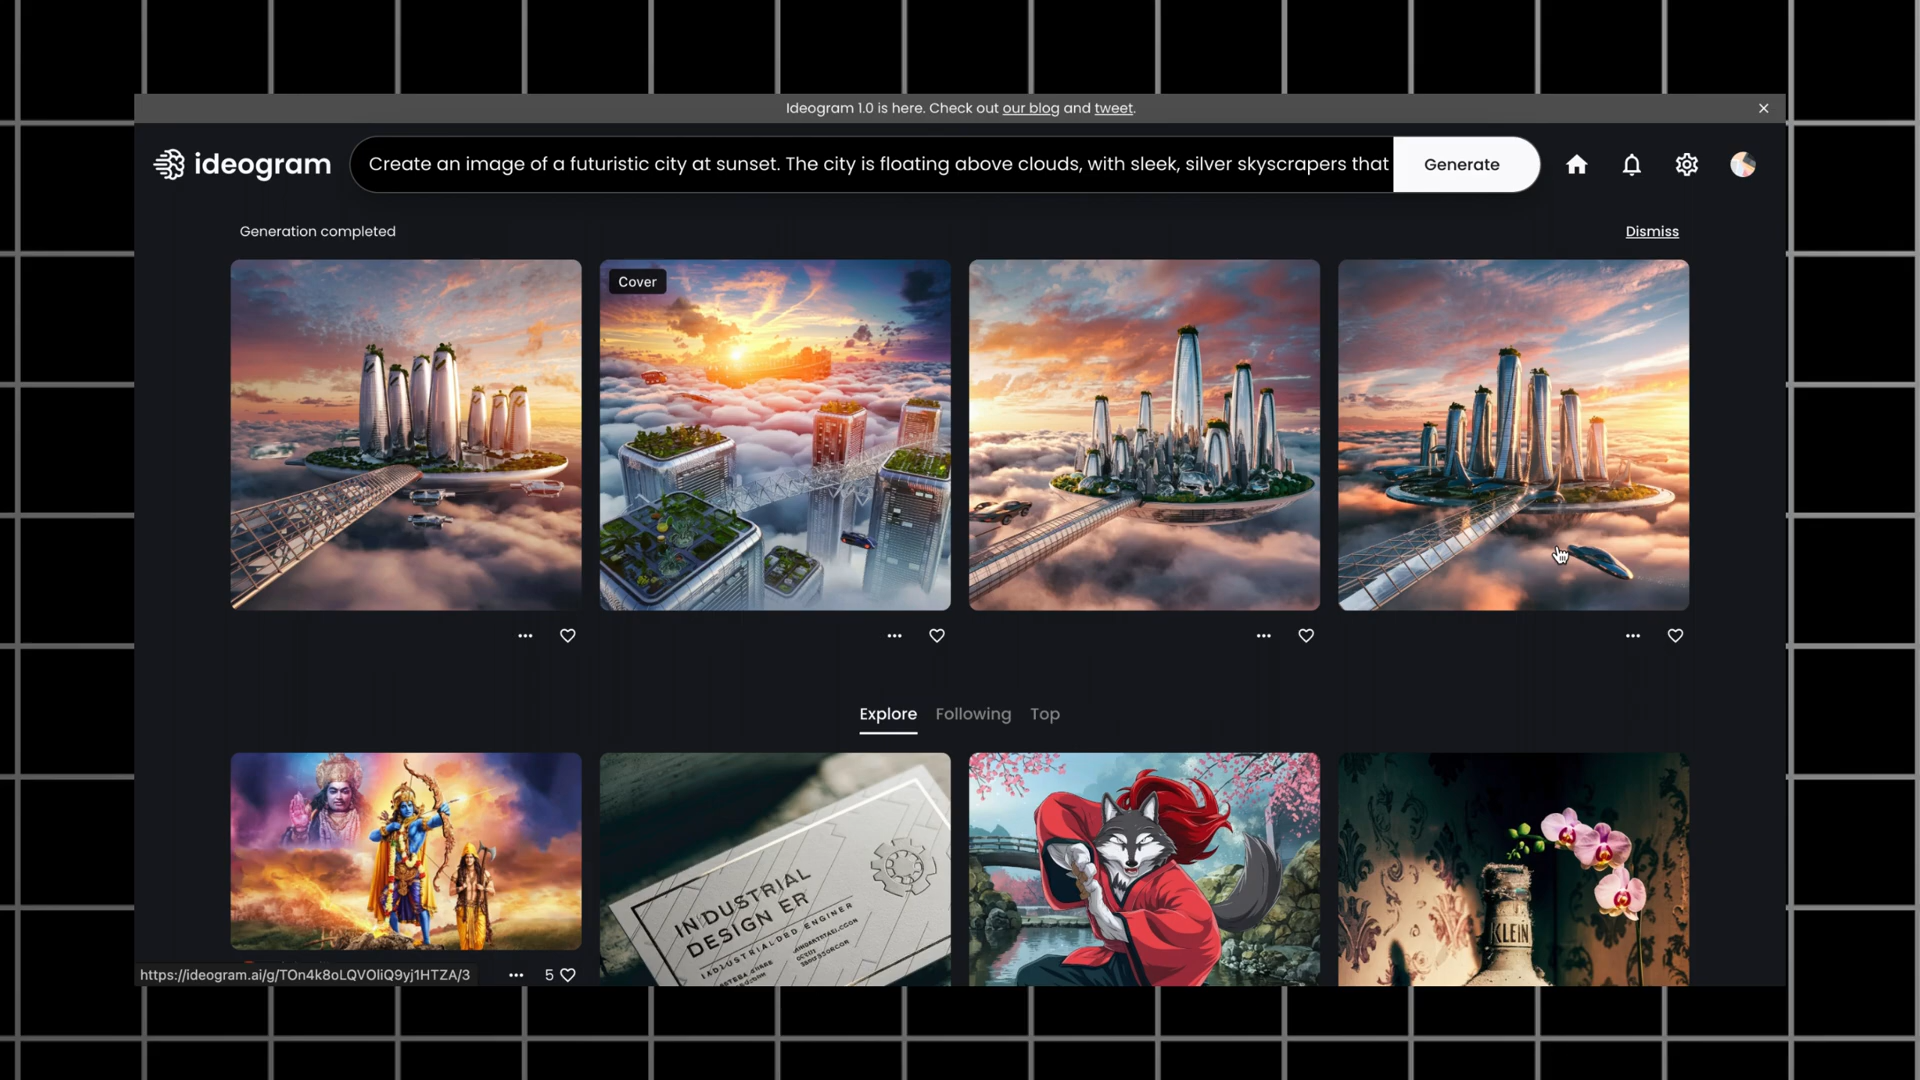 Ideogram 1.0 is here. Check out our blog and tweet.
ideogram
Create an image of a futuristic city at sunset. The city is floating above clouds, with sleek, silver skyscrapers that
Generate
Generation completed
Dismiss
Cover
Explore Following Top
INDUSTRIAL
DESIGN ER
KLEIN
https://ideogram.ai/g/TOn4k8oLQVOliQ9yj1HTZA/3
5